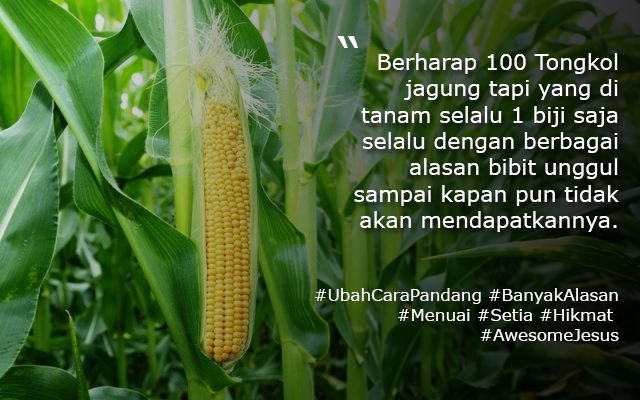 “
Berharap 100 Tongkol
jagung tapi yang di
tanam selalu 1 biji saja
selalu dengan berbagai
alasan bibit unggul
sampai kapan pun tidak
akan mendapatkannya.
#UbahCaraPandang #BanyakAlasan
#Menuai #Setia #Hikmat
#AwesomeJesus